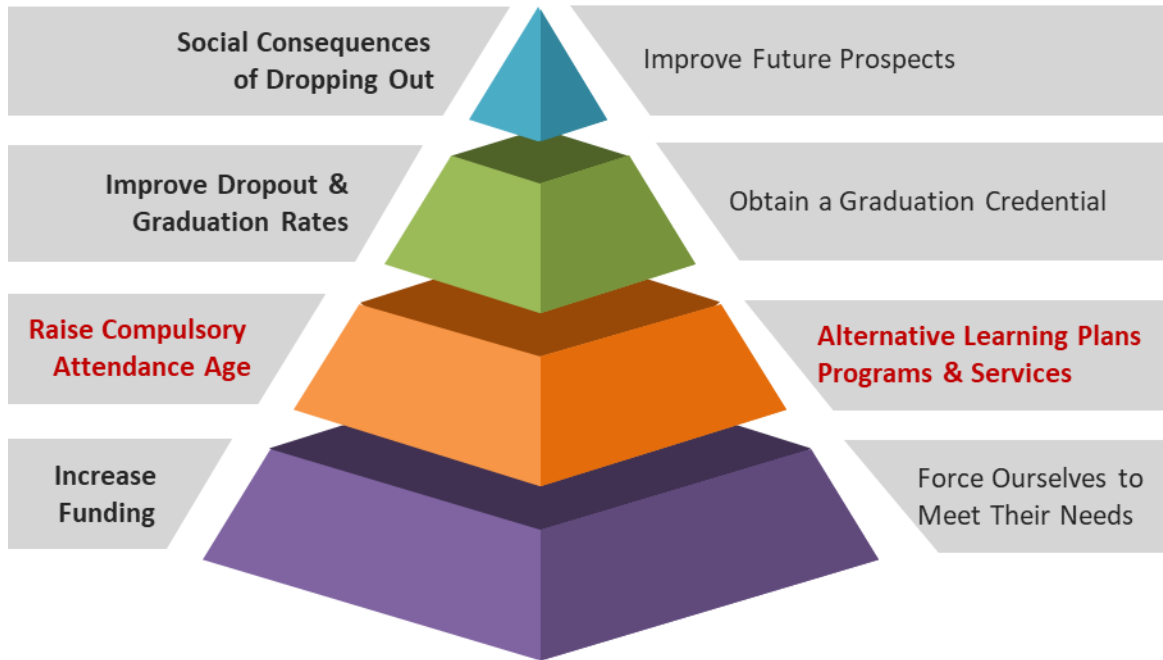 Social Consequences
of Dropping Out
Improve Future Prospects
Improve Dropout &
Graduation Rates
Obtain a Graduation Credential
Raise Compulsory
Attendance Age
Alternative Learning Plans
Programs & Services
Increase
Funding
Force Ourselves to
Meet Their Needs